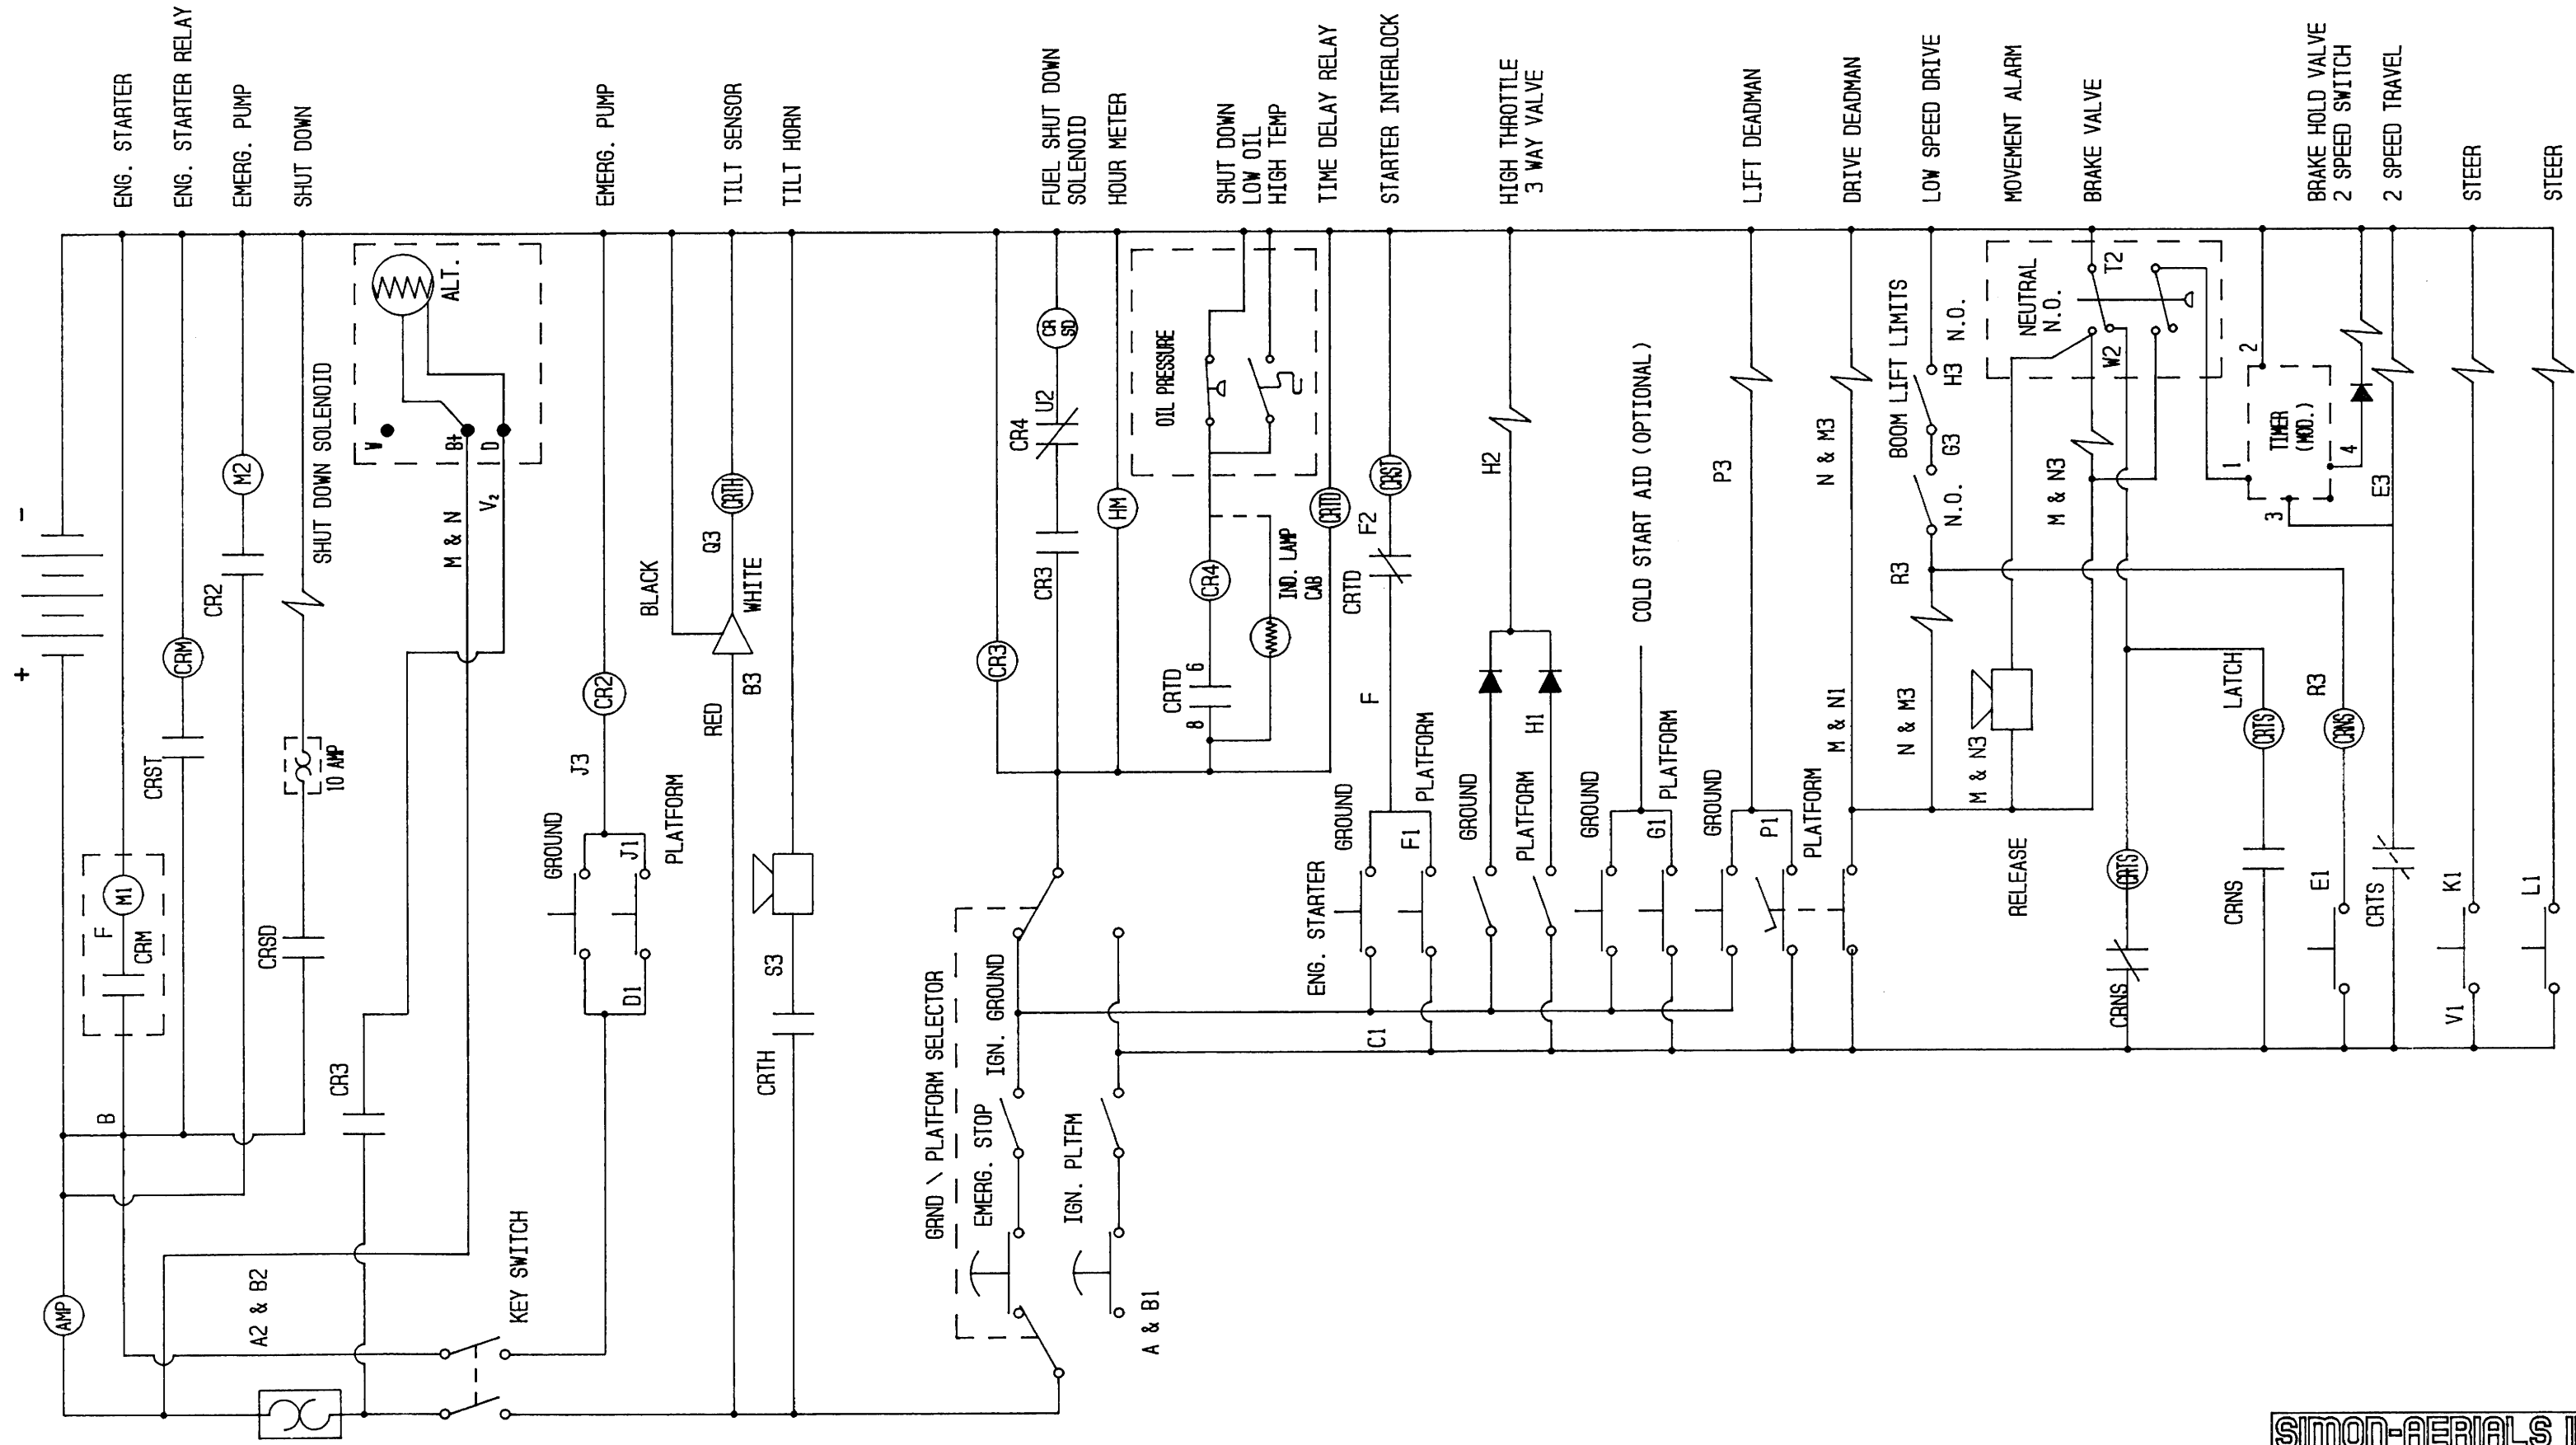 ENG. STARTER
ENG. STARTER RELAY
EMERG. PUMP
SHUT DOWN
EMERG. PUMP
TILT SENSOR
TILT HORN
FUEL SHUT DOWN
SOLENOID
HOUR METER
SHUT DOWN
LOW OIL
HIGH TEMP
TIME DELAY RELAY
STARTER INTERLOCK
HIGH THROTTLE
3 WAY VALVE
LIFT DEADMAN
DRIVE DEADMAN
LOW SPEED DRIVE
MOVEMENT ALARM
BRAKE VALVE
BRAKE HOLD VALVE
2 SPEED SWITCH
2 SPEED TRAVEL
STEER
STEER
+
-
AMP
B
M1
F
CRM
CRM
CRST
M2
CR2
SHUT DOWN SOLENOID
10 AMP
CRSD
ALT.
W
B+
D
M & N
V₂
CR3
A2 & B2
KEY SWITCH
CR2
J3
GROUND
J1
D1
PLATFORM
BLACK
CRTH
Q3
WHITE
RED
B3
S3
CRTH
GRND \ PLATFORM SELECTOR
EMERG. STOP
IGN. GROUND
IGN. PLTFM
A & B1
CR3
CR SD
U2
CR4
CR3
HM
OIL PRESSURE
CR4
CRTD
6
8
IND. LAMP
CAB
CRTD
CRST
F2
CRTD
F
GROUND
PLATFORM
F1
ENG. STARTER
C1
H2
GROUND
PLATFORM
H1
COLD START AID (OPTIONAL)
GROUND
PLATFORM
G1
P3
GROUND
P1
PLATFORM
N & M3
M & N1
BOOM LIFT LIMITS
N.O.
H3
G3
N.O.
R3
N & M3
NEUTRAL
N.O.
T2
W2
M & N3
M & N3
RELEASE
CRTS
CRNS
LATCH
CRTS
CRNS
R3
CRNS
E1
TIMER
(MOD.)
1
2
3
4
E3
CRTS
K1
V1
L1
SIMON-AERIALS